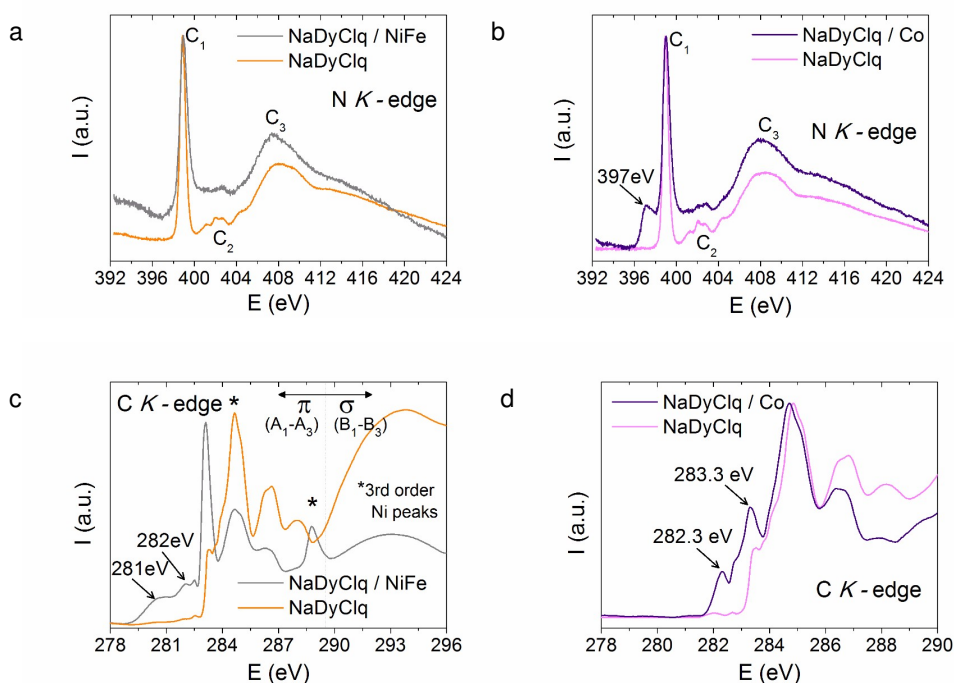 a
NaDyClq / NiFe
NaDyClq
N K-edge
C1
C2
C3
I (a.u.)
392 396 400 404 408 412 416 420 424
E (eV)
b
NaDyClq / Co
NaDyClq
N K-edge
397eV
C1
C2
C3
I (a.u.)
392 396 400 404 408 412 416 420 424
E (eV)
c
C K-edge *
π σ
(A1-A3) (B1-B3)
*
*3rd order
Ni peaks
282eV
281eV
NaDyClq / NiFe
NaDyClq
I (a.u.)
278 281 284 287 290 293 296
E (eV)
d
NaDyClq / Co
NaDyClq
283.3 eV
282.3 eV
C K-edge
I (a.u.)
278 280 282 284 286 288 290
E (eV)